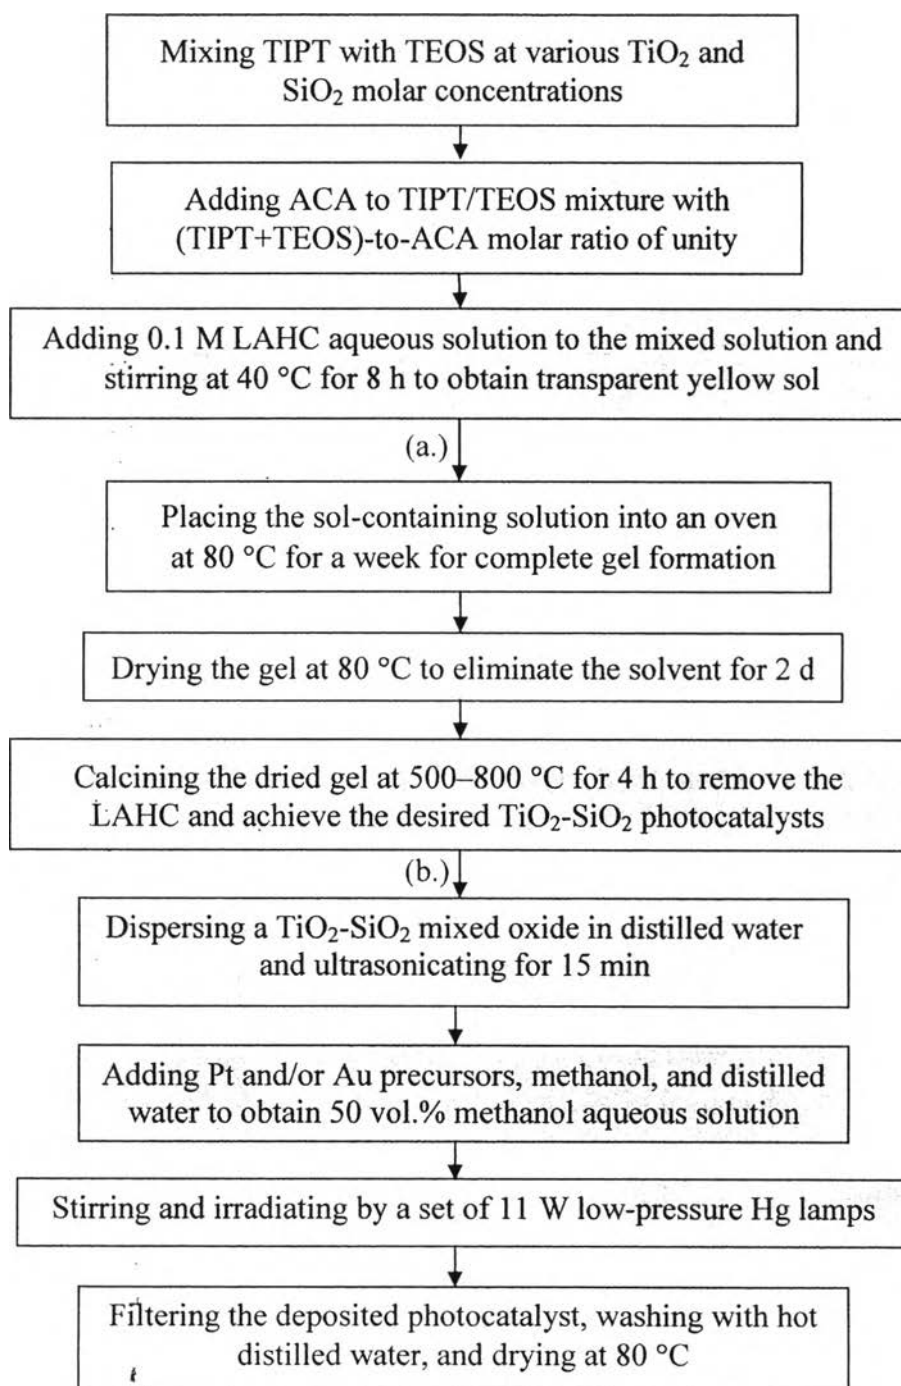 Mixing TIPT with TEOS at various TiO₂ and
SiO₂ molar concentrations
Adding ACA to TIPT/TEOS mixture with
(TIPT+TEOS)-to-ACA molar ratio of unity
Adding 0.1 M LAHC aqueous solution to the mixed solution and
stirring at 40 °C for 8 h to obtain transparent yellow sol
(a.)
Placing the sol-containing solution into an oven
at 80 °C for a week for complete gel formation
Drying the gel at 80 °C to eliminate the solvent for 2 d
Calcining the dried gel at 500–800 °C for 4 h to remove the
LAHC and achieve the desired TiO₂-SiO₂ photocatalysts
(b.)
Dispersing a TiO₂-SiO₂ mixed oxide in distilled water
and ultrasonicating for 15 min
Adding Pt and/or Au precursors, methanol, and distilled
water to obtain 50 vol.% methanol aqueous solution
Stirring and irradiating by a set of 11 W low-pressure Hg lamps
Filtering the deposited photocatalyst, washing with hot
distilled water, and drying at 80 °C